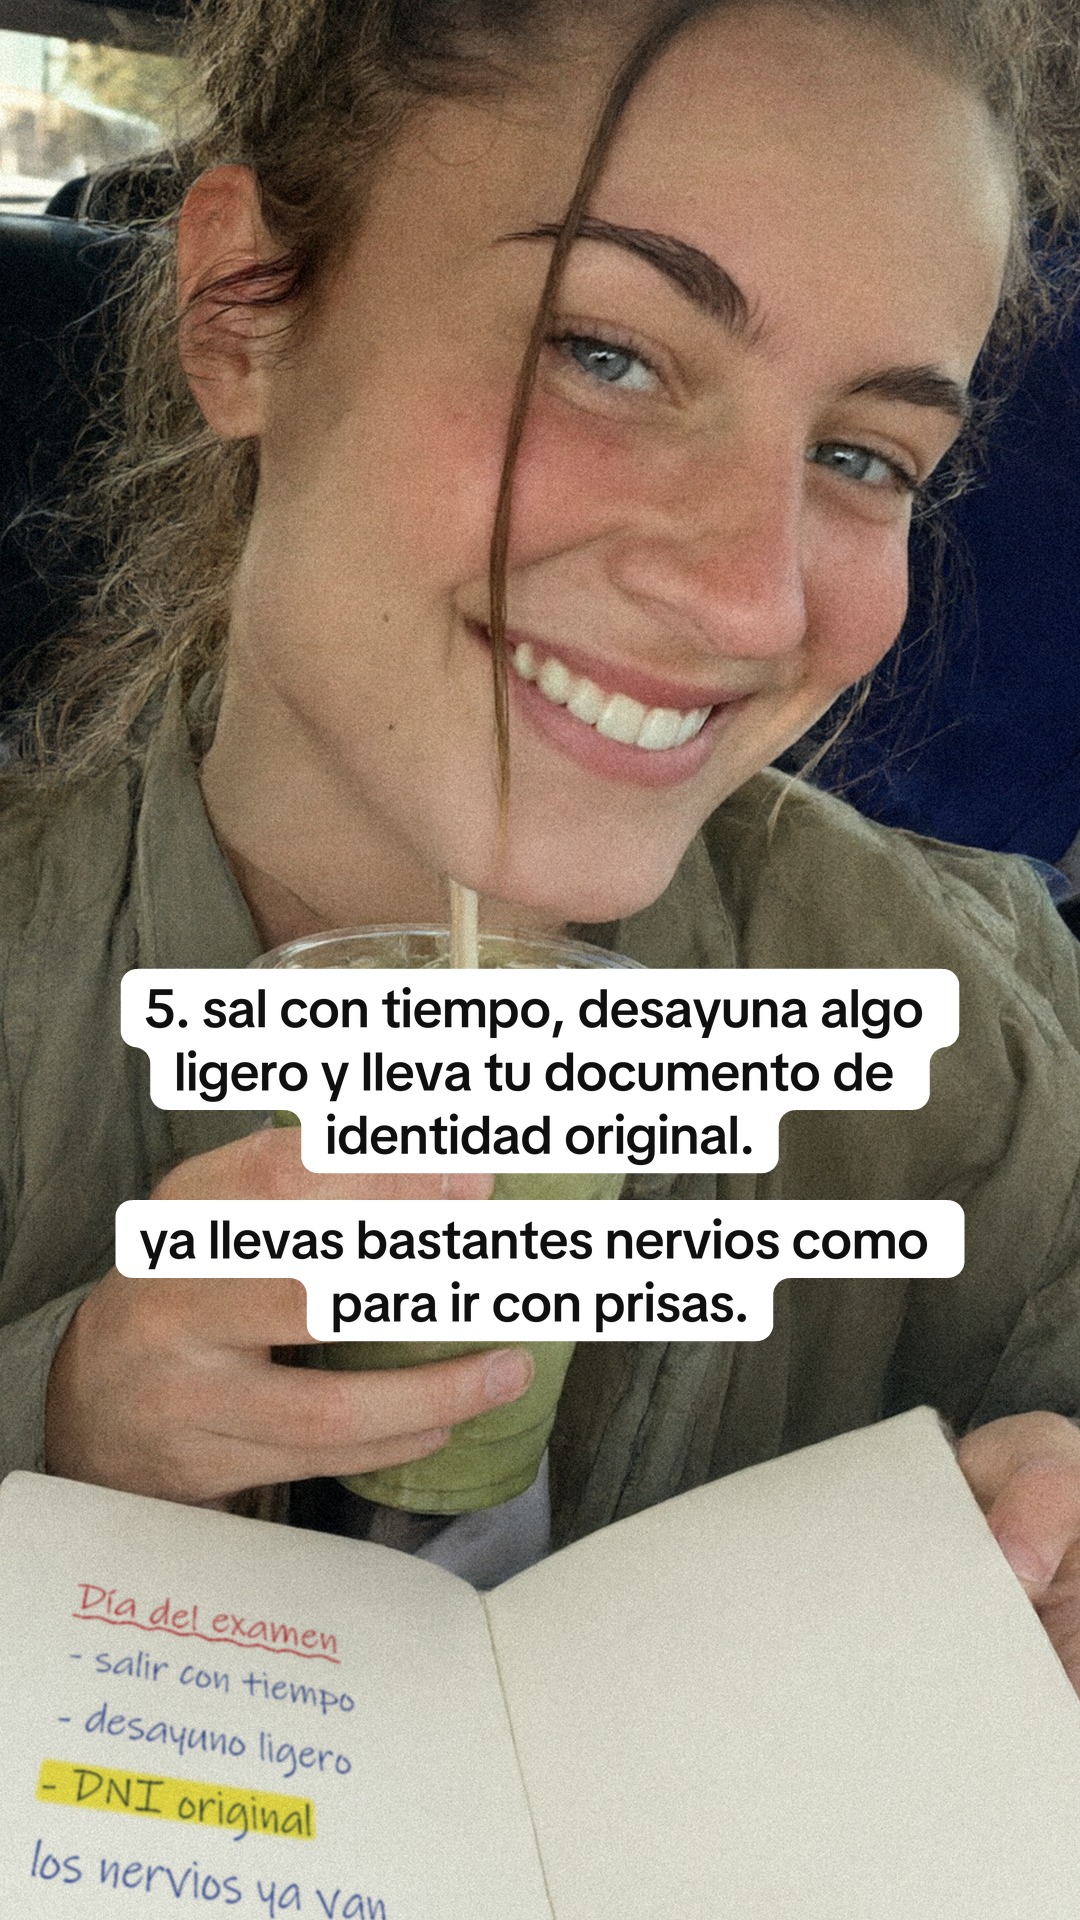 5. sal con tiempo, desayuna algo
ligero y lleva tu documento de
identidad original.
ya llevas bastantes nervios como
para ir con prisas.
Día del examen
- salir con tiempo
- desayuno ligero
- DNI original
los nervios ya van